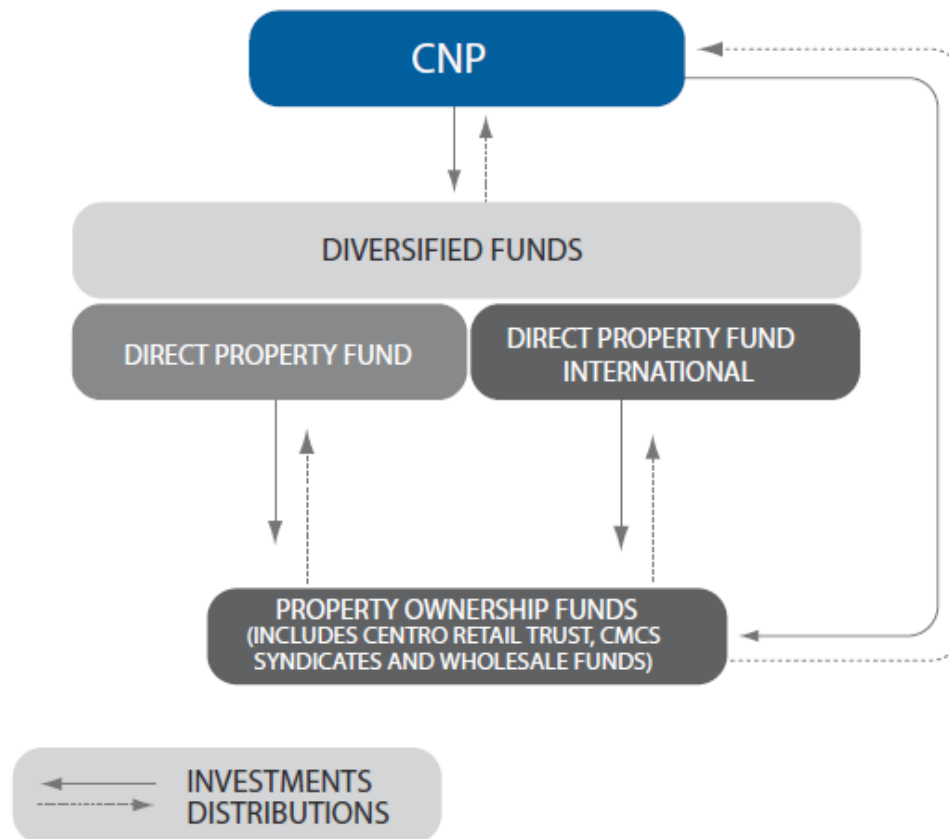 CNP
DIVERSIFIED FUNDS
DIRECT PROPERTY FUND
DIRECT PROPERTY FUND
INTERNATIONAL
PROPERTY OWNERSHIP FUNDS
(INCLUDES CENTRO RETAIL TRUST, CMCS
SYNDICATES AND WHOLESALE FUNDS)
INVESTMENTS
DISTRIBUTIONS